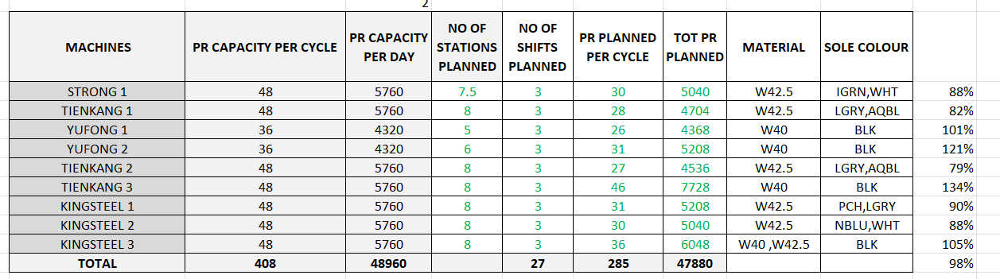 2
MACHINES PR CAPACITY PER CYCLE PR CAPACITY PER DAY NO OF STATIONS PLANNED NO OF SHIFTS PLANNED PR PLANNED PER CYCLE TOT PR PLANNED MATERIAL SOLE COLOUR
STRONG 1 48 5760 7.5 3 30 5040 W42.5 IGRN,WHT 88%
TIENKANG 1 48 5760 8 3 28 4704 W42.5 LGRY,AQBL 82%
YUFONG 1 36 4320 5 3 26 4368 W40 BLK 101%
YUFONG 2 36 4320 6 3 31 5208 W40 BLK 121%
TIENKANG 2 48 5760 8 3 27 4536 W42.5 LGRY,AQBL 79%
TIENKANG 3 48 5760 8 3 46 7728 W40 BLK 134%
KINGSTEEL 1 48 5760 8 3 31 5208 W42.5 PCH,LGRY 90%
KINGSTEEL 2 48 5760 8 3 30 5040 W42.5 NBLU,WHT 88%
KINGSTEEL 3 48 5760 8 3 36 6048 W40 ,W42.5 BLK 105%
TOTAL 408 48960 27 285 47880 98%